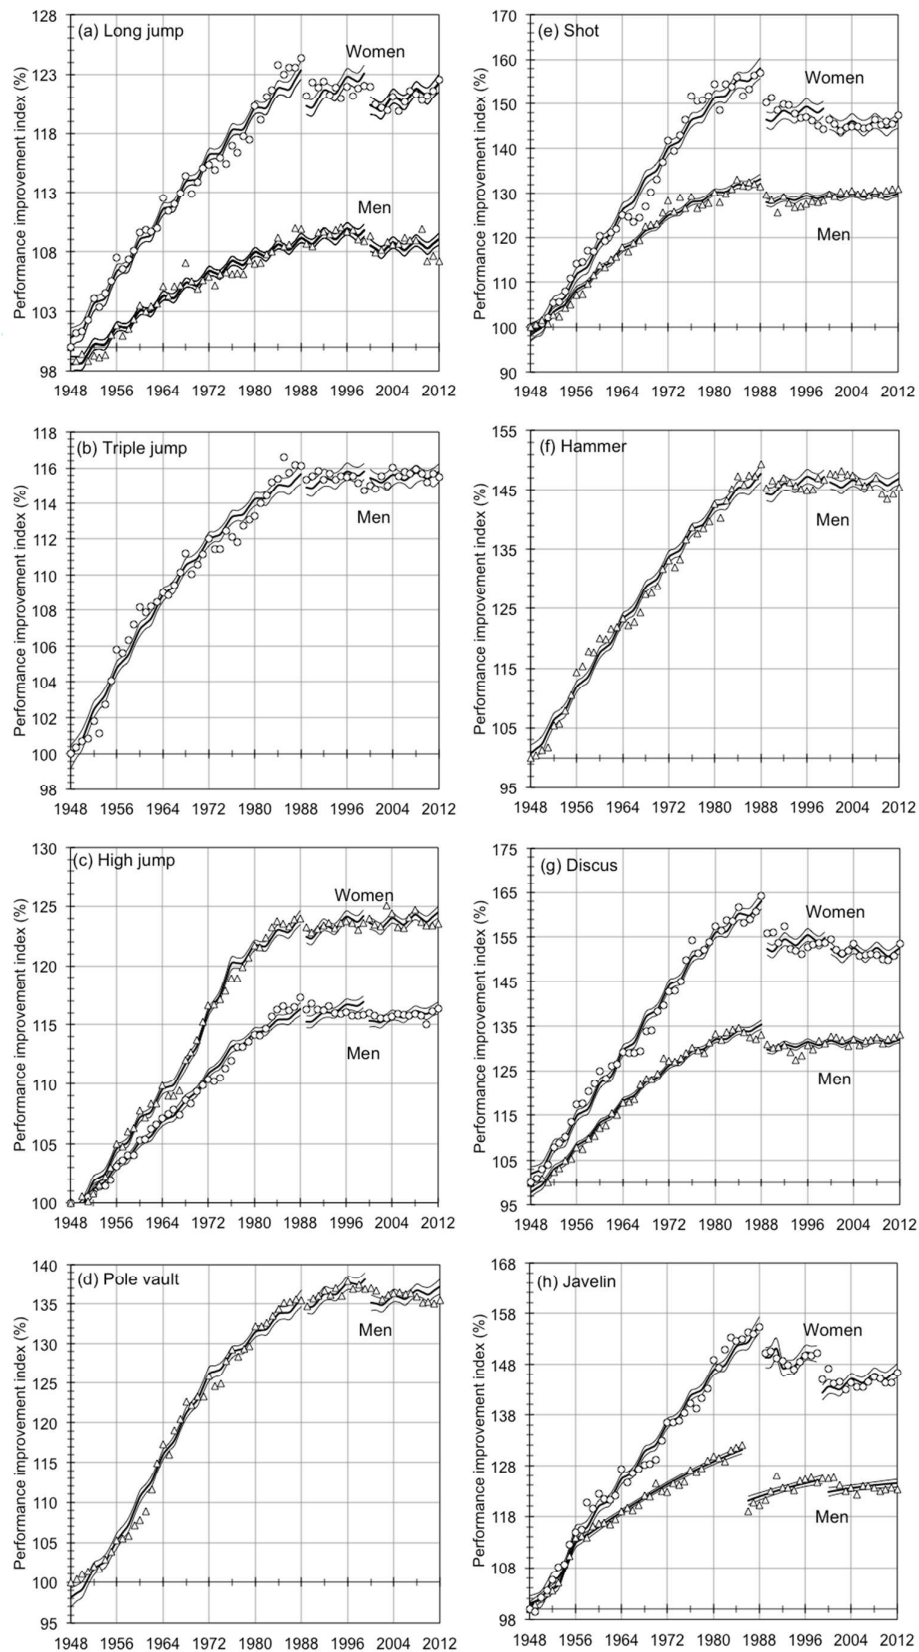 (a) Long jump
Performance improvement index (%)
128
123
118
113
108
103
98
Women
Men
1948 1956 1964 1972 1980 1988 1996 2004 2012
(e) Shot
Performance improvement index (%)
170
160
150
140
130
120
110
100
90
Women
Men
1948 1956 1964 1972 1980 1988 1996 2004 2012
(b) Triple jump
Performance improvement index (%)
118
116
114
112
110
108
106
104
102
100
98
Men
1948 1956 1964 1972 1980 1988 1996 2004 2012
(f) Hammer
Performance improvement index (%)
155
145
135
125
115
105
95
Men
1948 1956 1964 1972 1980 1988 1996 2004 2012
(c) High jump
Performance improvement index (%)
130
125
120
115
110
105
100
Women
Men
1948 1956 1964 1972 1980 1988 1996 2004 2012
(g) Discus
Performance improvement index (%)
175
165
155
145
135
125
115
105
95
Women
Men
1948 1956 1964 1972 1980 1988 1996 2004 2012
(d) Pole vault
Performance improvement index (%)
140
135
130
125
120
115
110
105
100
95
Men
1948 1956 1964 1972 1980 1988 1996 2004 2012
(h) Javelin
Performance improvement index (%)
168
158
148
138
128
118
108
98
Women
Men
1948 1956 1964 1972 1980 1988 1996 2004 2012